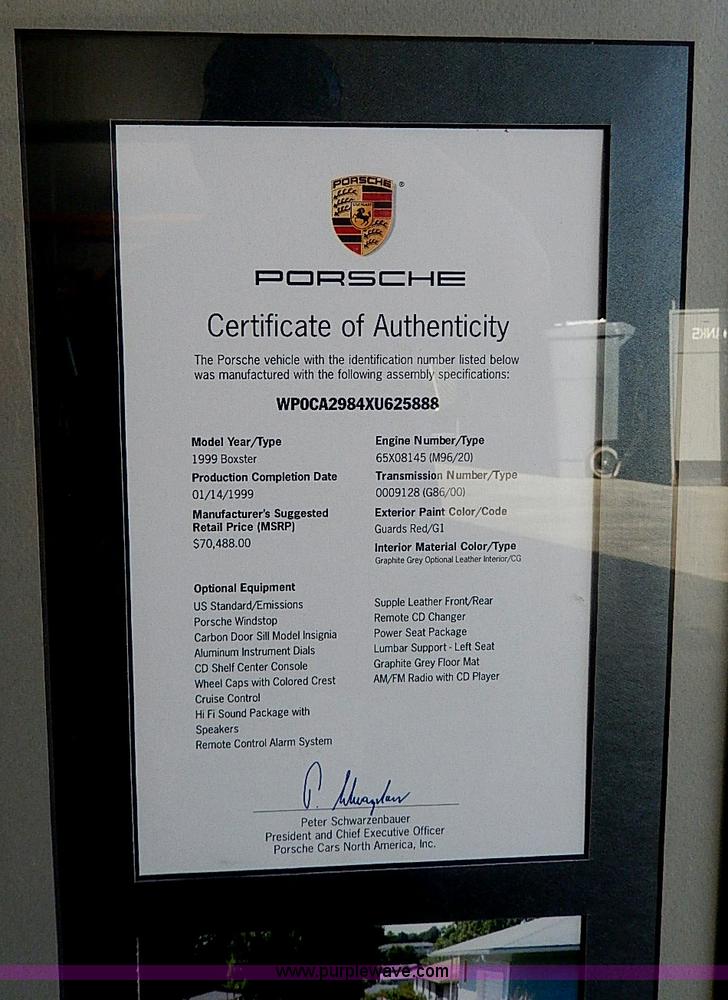 PORSCHE
®
PORSCHE
Certificate of Authenticity
The Porsche vehicle with the identification number listed below
was manufactured with the following assembly specifications:
WP0CA2984XU625888
Model Year/Type
1999 Boxster
Production Completion Date
01/14/1999
Manufacturer's Suggested
Retail Price (MSRP)
$70,488.00
Engine Number/Type
65X08145 (M96/20)
Transmission Number/Type
0009128 (G86/00)
Exterior Paint Color/Code
Guards Red/G1
Interior Material Color/Type
Graphite Grey Optional Leather Interior/CG
Optional Equipment
US Standard/Emissions
Porsche Windstop
Carbon Door Sill Model Insignia
Aluminum Instrument Dials
CD Shelf Center Console
Wheel Caps with Colored Crest
Cruise Control
Hi Fi Sound Package with
Speakers
Remote Control Alarm System
Supple Leather Front/Rear
Remote CD Changer
Power Seat Package
Lumbar Support - Left Seat
Graphite Grey Floor Mat
AM/FM Radio with CD Player
Peter Schwarzenbauer
President and Chief Executive Officer
Porsche Cars North America, Inc.
www.purplewave.com